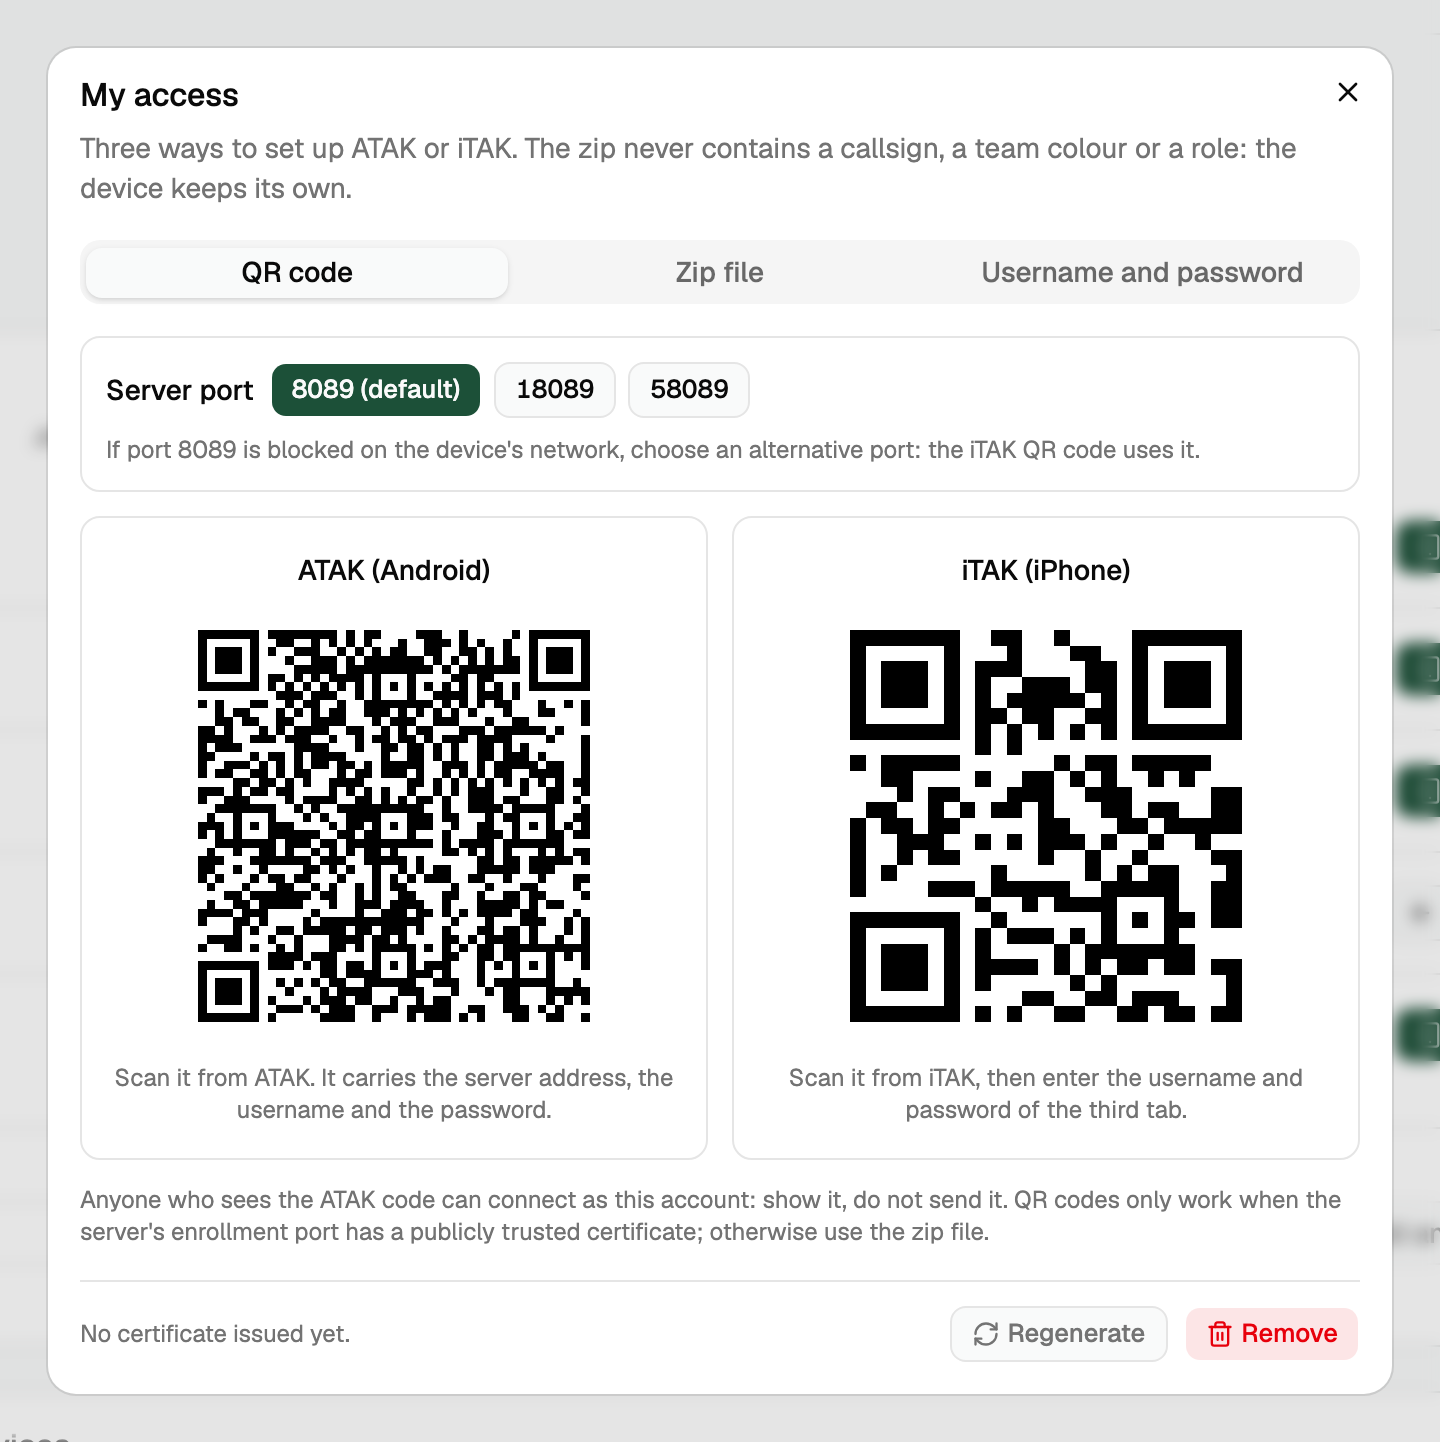 My access
Three ways to set up ATAK or iTAK. The zip never contains a callsign, a team colour or a role: the
device keeps its own.
QR code
Zip file
Username and password
Server port
8089 (default)
18089
58089
If port 8089 is blocked on the device's network, choose an alternative port: the iTAK QR code uses it.
ATAK (Android)
Scan it from ATAK. It carries the server address, the
username and the password.
iTAK (iPhone)
Scan it from iTAK, then enter the username and
password of the third tab.
Anyone who sees the ATAK code can connect as this account: show it, do not send it. QR codes only work when the
server's enrollment port has a publicly trusted certificate; otherwise use the zip file.
No certificate issued yet.
Regenerate
Remove